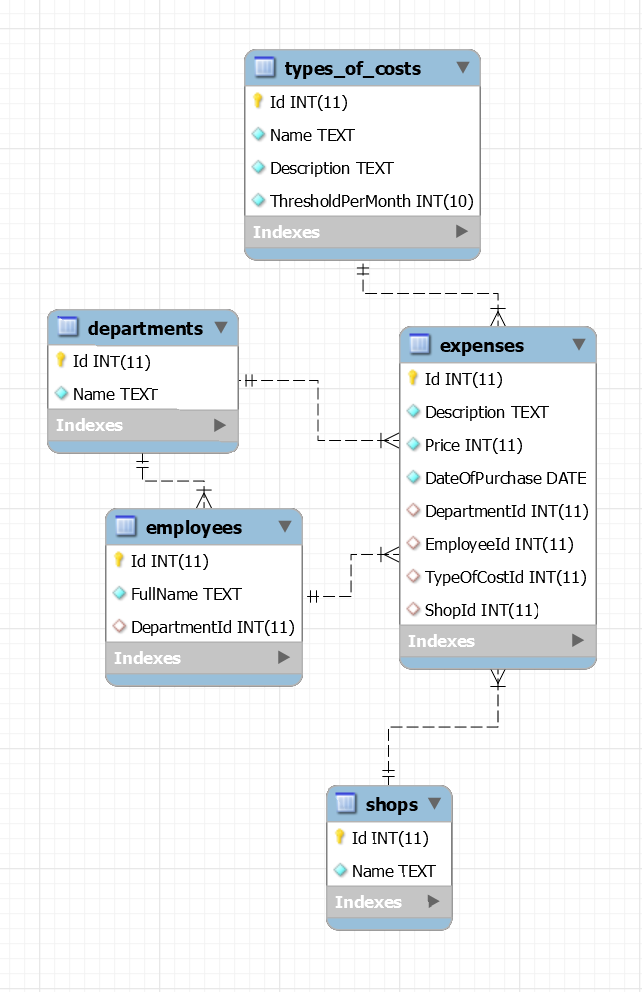 types_of_costs
Id INT(11)
Name TEXT
Description TEXT
ThresholdPerMonth INT(10)
Indexes
departments
Id INT(11)
Name TEXT
Indexes
expenses
Id INT(11)
Description TEXT
Price INT(11)
DateOfPurchase DATE
DepartmentId INT(11)
EmployeeId INT(11)
TypeOfCostId INT(11)
ShopId INT(11)
Indexes
employees
Id INT(11)
FullName TEXT
DepartmentId INT(11)
Indexes
shops
Id INT(11)
Name TEXT
Indexes